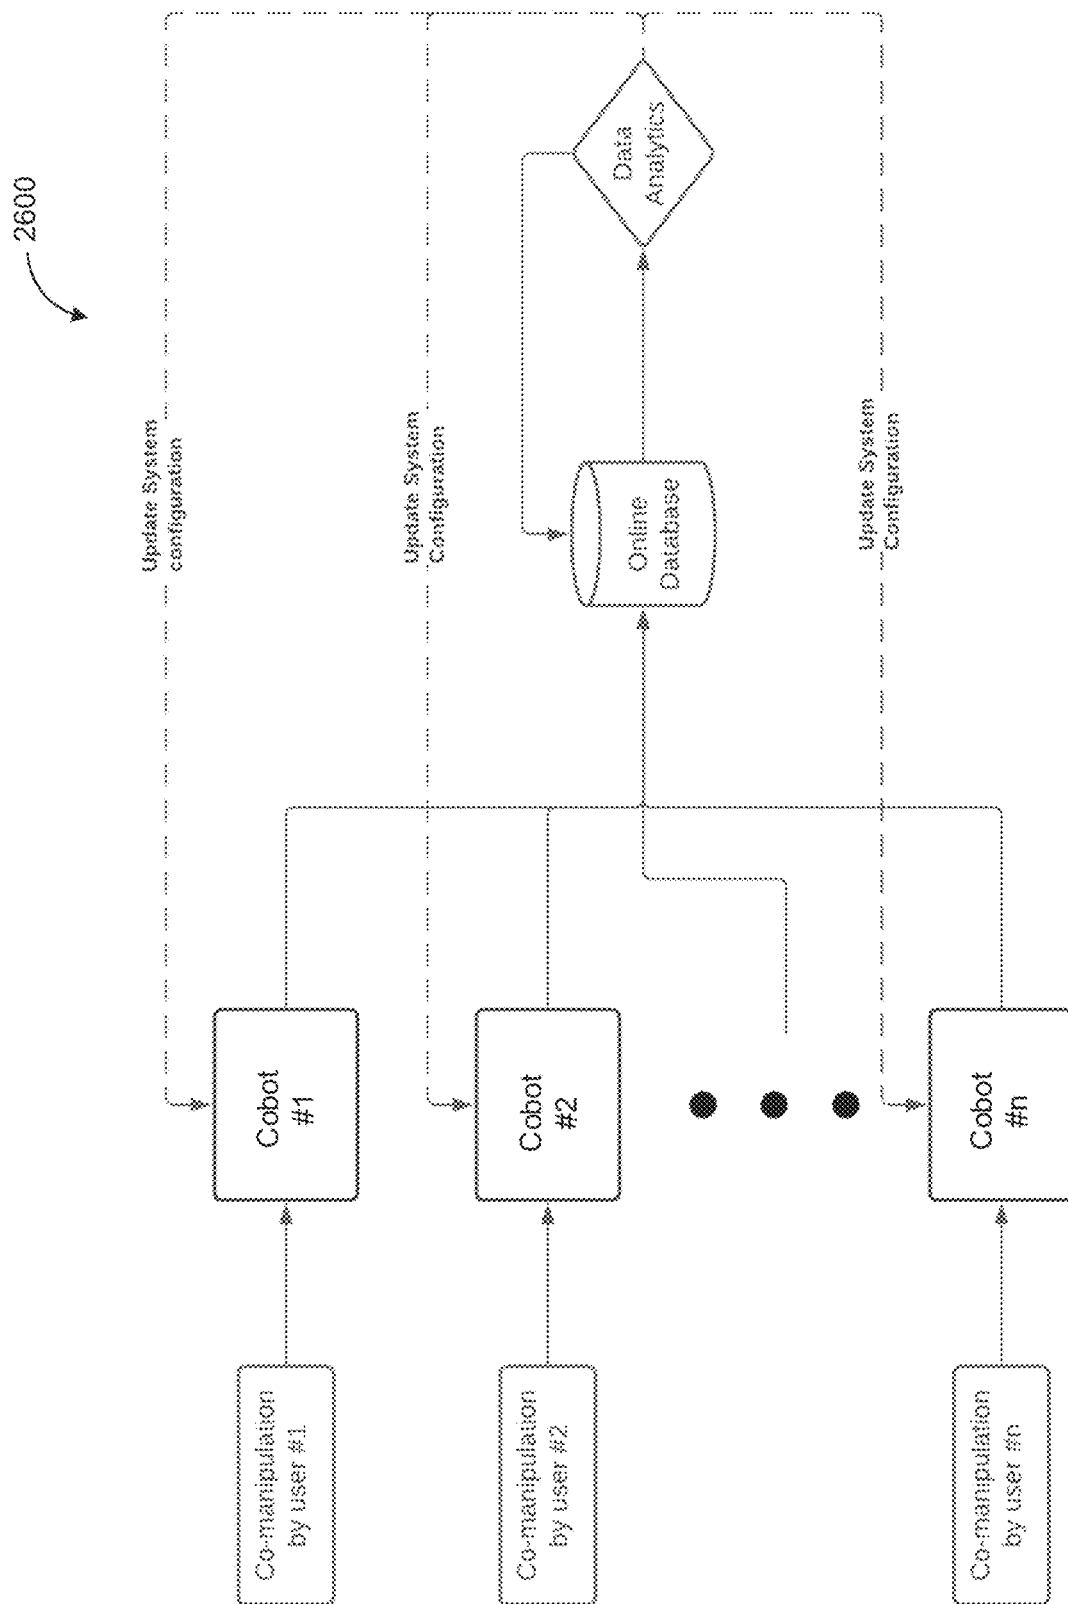 2600
Update System
configuration
Update System
Configuration
Update System
Configuration
Co-manipulation
by user #1
Cobot
#1
Co-manipulation
by user #2
Cobot
#2
Online
Database
Data
Analytics
Co-manipulation
by user #n
Cobot
#n